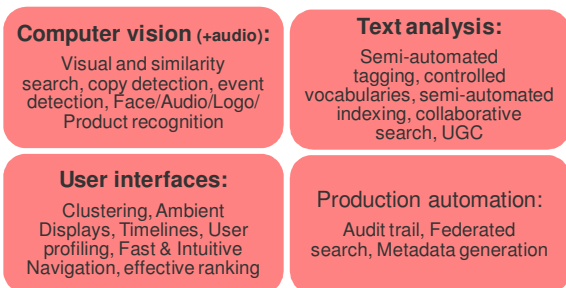 Computer vision (+audio):
Visual and similarity
search, copy detection, event
detection, Face/Audio/Logo/
Product recognition
Text analysis:
Semi-automated
tagging, controlled
vocabularies, semi-automated
indexing, collaborative
search, UGC
User interfaces:
Clustering, Ambient
Displays, Timelines, User
profiling, Fast & Intuitive
Navigation, effective ranking
Production automation:
Audit trail, Federated
search, Metadata generation